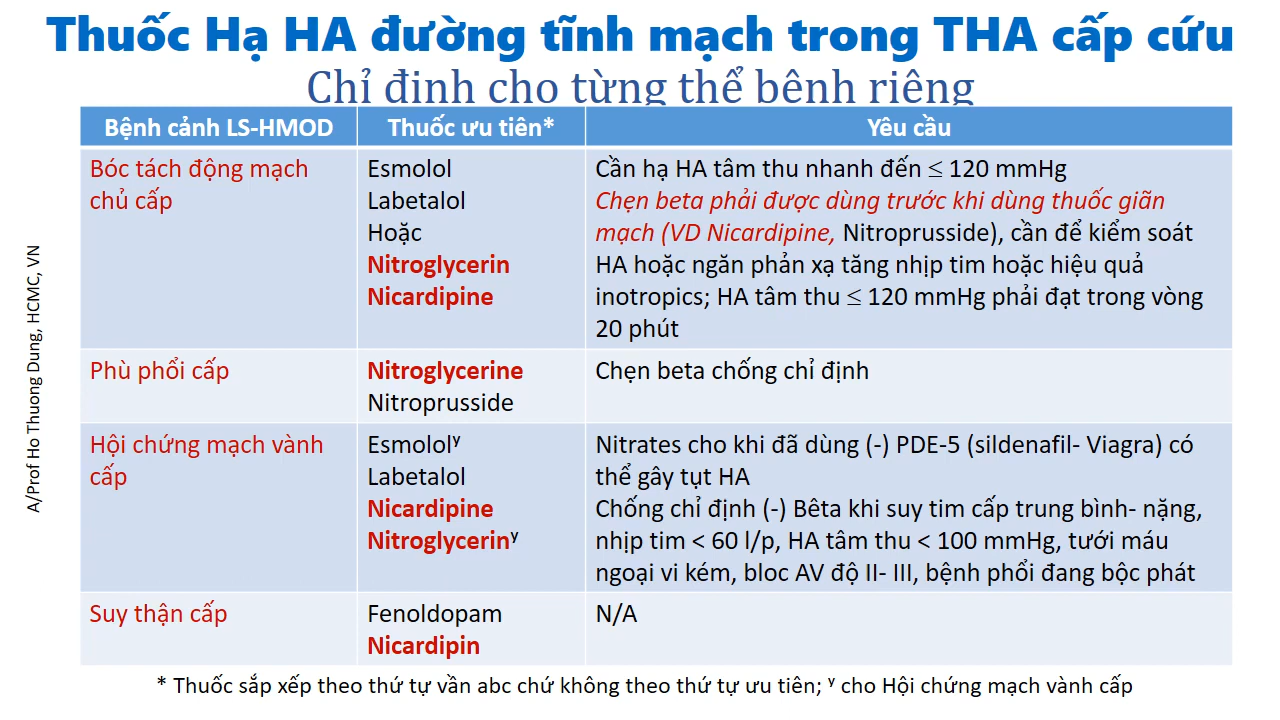 Thuốc Hạ HA đường tĩnh mạch trong THA cấp cứu
Chỉ định cho từng thể bệnh riêng
Bệnh cảnh LS-HMOD
Thuốc ưu tiên*
Yêu cầu
Bóc tách động mạch
chủ cấp
Esmolol
Labetalol
Hoặc
Nitroglycerin
Nicardipine
Cần hạ HA tâm thu nhanh đến ≤ 120 mmHg
Chẹn beta phải được dùng trước khi dùng thuốc giãn
mạch (VD Nicardipine, Nitroprusside), cần để kiểm soát
HA hoặc ngăn phản xạ tăng nhịp tim hoặc hiệu quả
inotropics; HA tâm thu ≤ 120 mmHg phải đạt trong vòng
20 phút
Phù phổi cấp
Nitroglycerine
Nitroprusside
Chẹn beta chống chỉ định
Hội chứng mạch vành
cấp
Esmololʸ
Labetalol
Nicardipine
Nitroglycerinʸ
Nitrates cho khi đã dùng (-) PDE-5 (sildenafil- Viagra) có
thể gây tụt HA
Chống chỉ định (-) Bêta khi suy tim cấp trung bình- nặng,
nhịp tim < 60 l/p, HA tâm thu < 100 mmHg, tưới máu
ngoại vi kém, bloc AV độ II- III, bệnh phổi đang bộc phát
Suy thận cấp
Fenoldopam
Nicardipin
N/A
* Thuốc sắp xếp theo thứ tự vần abc chứ không theo thứ tự ưu tiên; ʸ cho Hội chứng mạch vành cấp
A/Prof Ho Thuong Dung, HCMC, VN